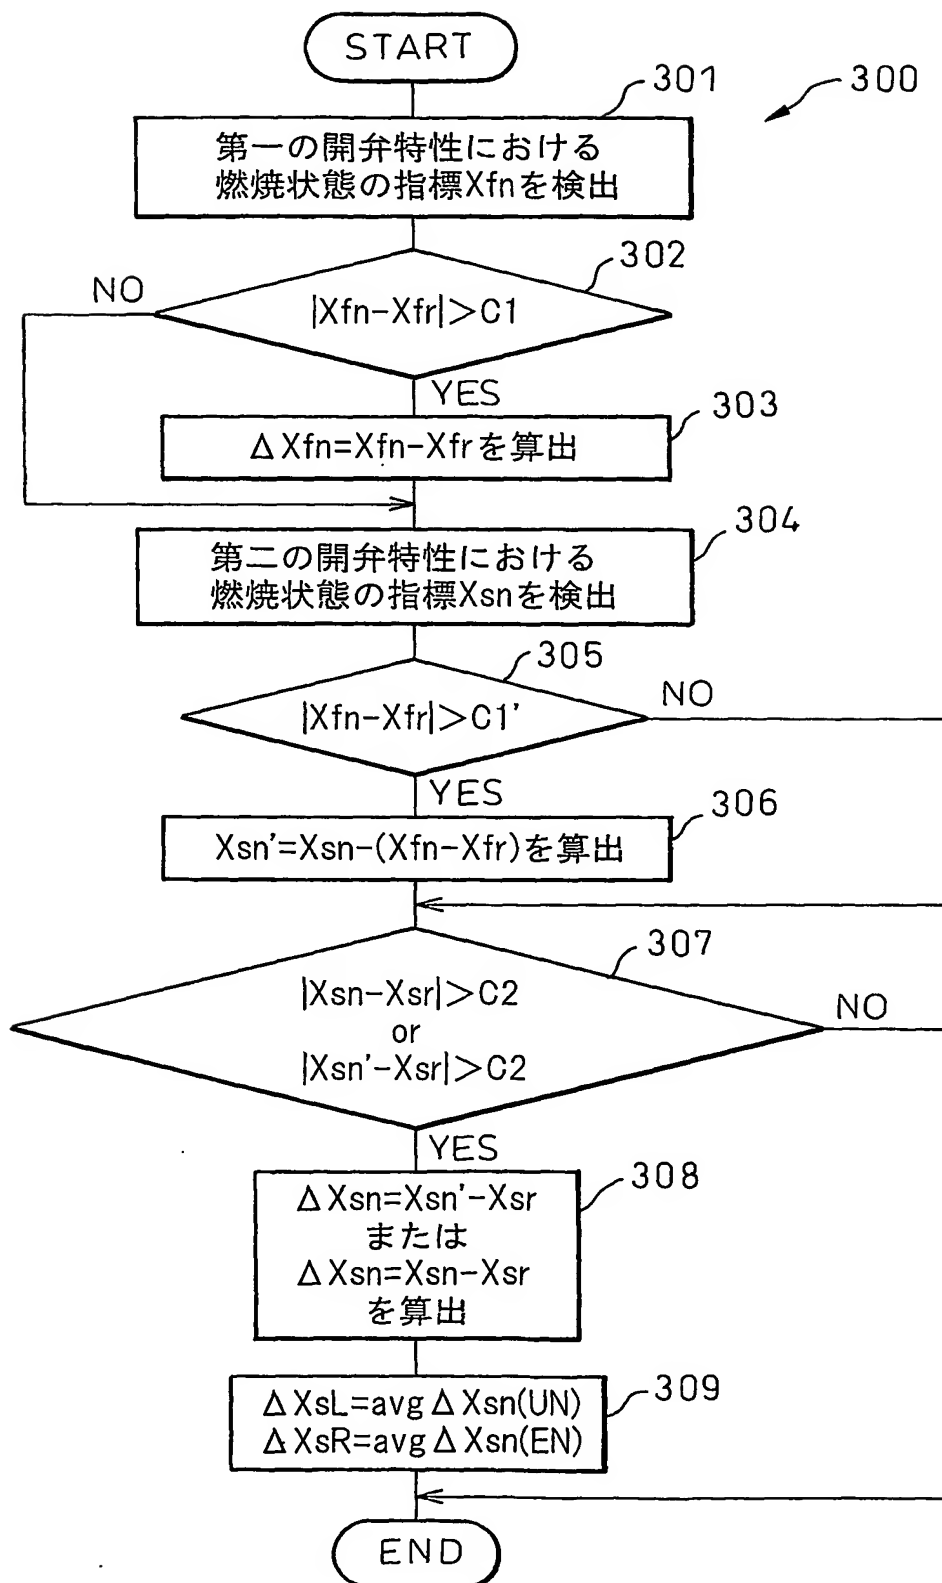 START
301
300
第一の開弁特性における
燃焼状態の指標Xfnを検出
302
NO
|Xfn-Xfr|>C1
YES
303
ΔXfn=Xfn-Xfrを算出
304
第二の開弁特性における
燃焼状態の指標Xsnを検出
305
NO
|Xfn-Xfr|>C1'
YES
306
Xsn'=Xsn-(Xfn-Xfr)を算出
307
|Xsn-Xsr|>C2
or
|Xsn'-Xsr|>C2
NO
YES
308
ΔXsn=Xsn'-Xsr
または
ΔXsn=Xsn-Xsr
を算出
309
ΔXsL=avgΔXsn(UN)
ΔXsR=avgΔXsn(EN)
END